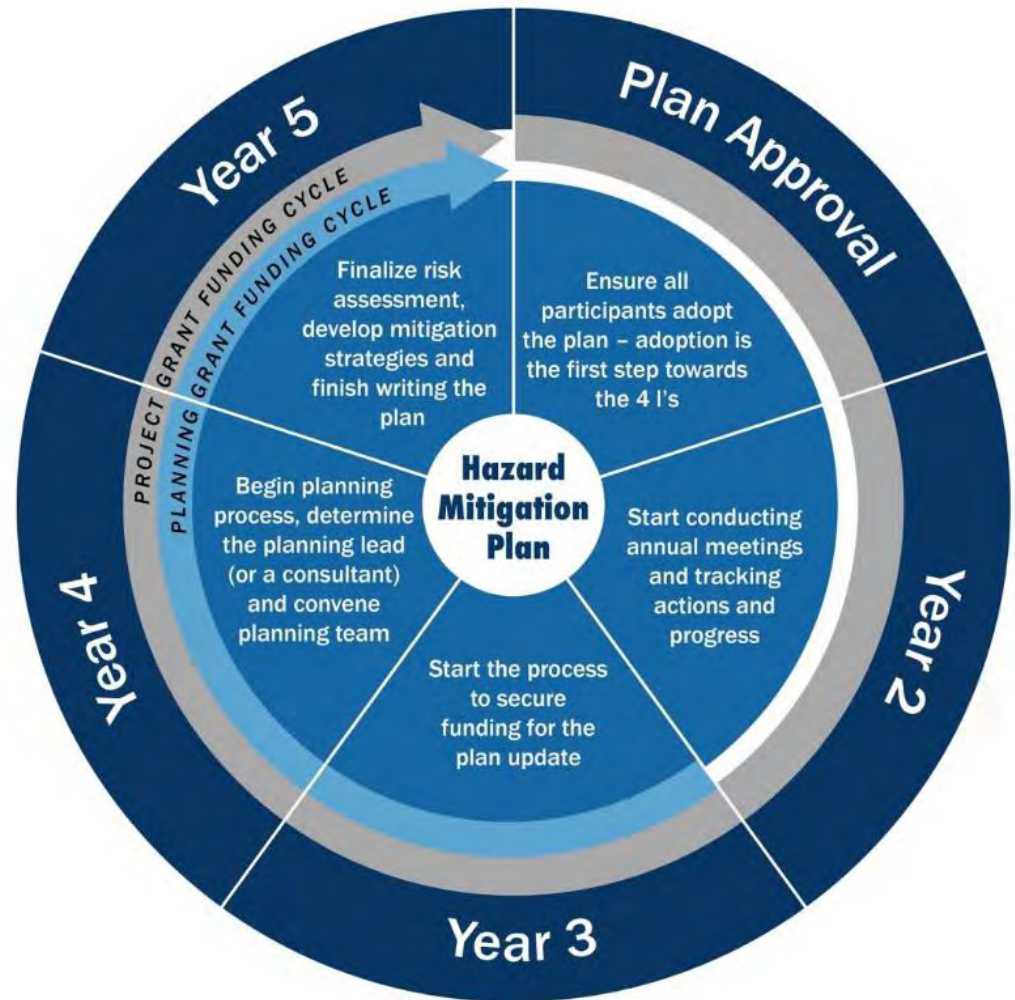 Plan Approval
Year 2
Year 3
Year 4
Year 5
PROJECT GRANT FUNDING CYCLE
PLANNING GRANT FUNDING CYCLE
Hazard
Mitigation
Plan
Ensure all
participants adopt
the plan – adoption is
the first step towards
the 4 I's
Start conducting
annual meetings
and tracking
actions and
progress
Start the process
to secure
funding for the
plan update
Begin planning
process, determine
the planning lead
(or a consultant)
and convene
planning team
Finalize risk
assessment,
develop mitigation
strategies and
finish writing the
plan